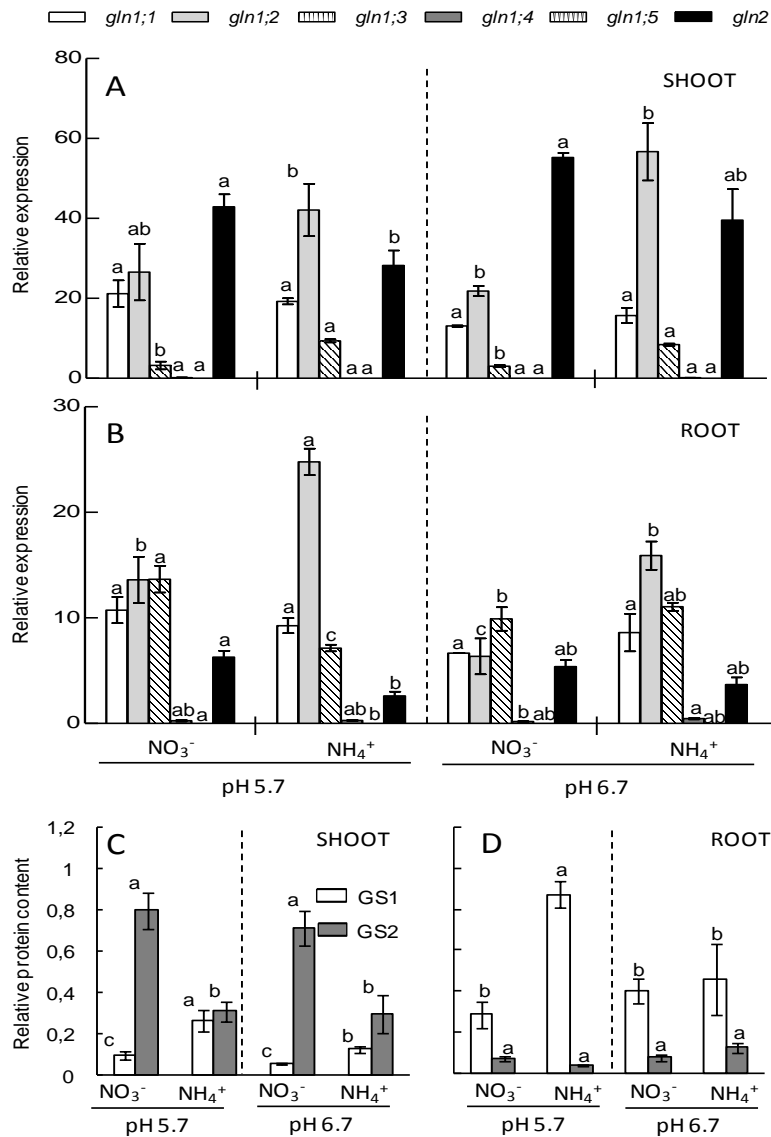 gln1;1 gln1;2 gln1;3 gln1;4 gln1;5 gln2
A SHOOT
Relative expression
80
60
40
20
0
a ab b a a a
b a a a a b
a b b a a a
a b a a a ab
B ROOT
Relative expression
30
20
10
0
a b a ab a a
a a c ab b b
a c b b ab ab
a b ab a ab ab
NO₃⁻ NH₄⁺ NO₃⁻ NH₄⁺
pH 5.7 pH 6.7
C SHOOT
Relative protein content
1,2
1
0,8
0,6
0,4
0,2
0
c a a b
c a b b
GS1
GS2
NO₃⁻ NH₄⁺ NO₃⁻ NH₄⁺
pH 5.7 pH 6.7
D ROOT
b a a a
b a b a
NO₃⁻ NH₄⁺ NO₃⁻ NH₄⁺
pH 5.7 pH 6.7